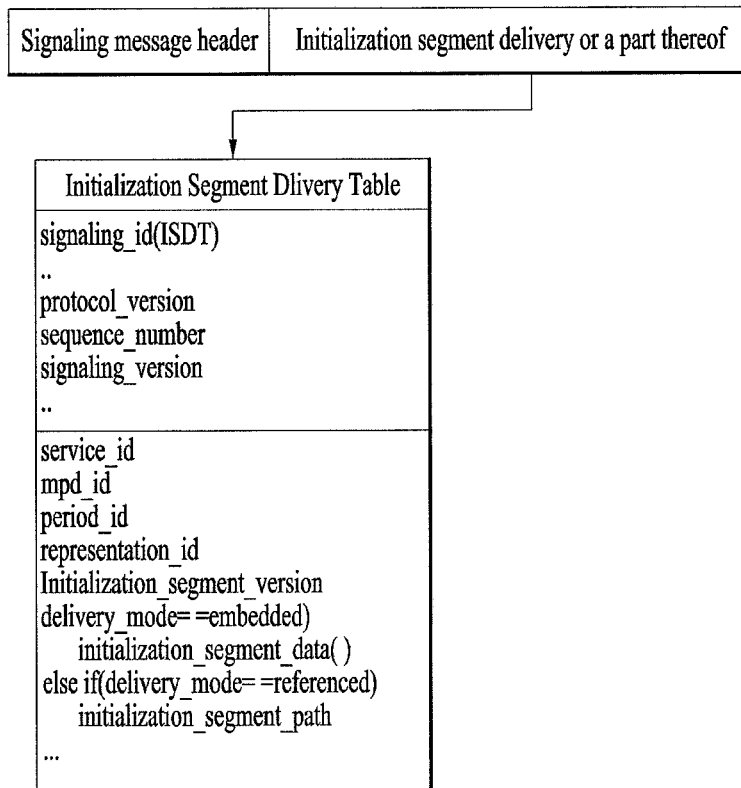 Signaling message header
Initialization segment delivery or a part thereof
Initialization Segment Dlivery Table
signaling_id(ISDT)
..
protocol_version
sequence_number
signaling_version
..
service_id
mpd_id
period_id
representation_id
Initialization_segment_version
delivery_mode= =embedded)
initialization_segment_data( )
else if(delivery_mode= =referenced)
initialization_segment_path
...